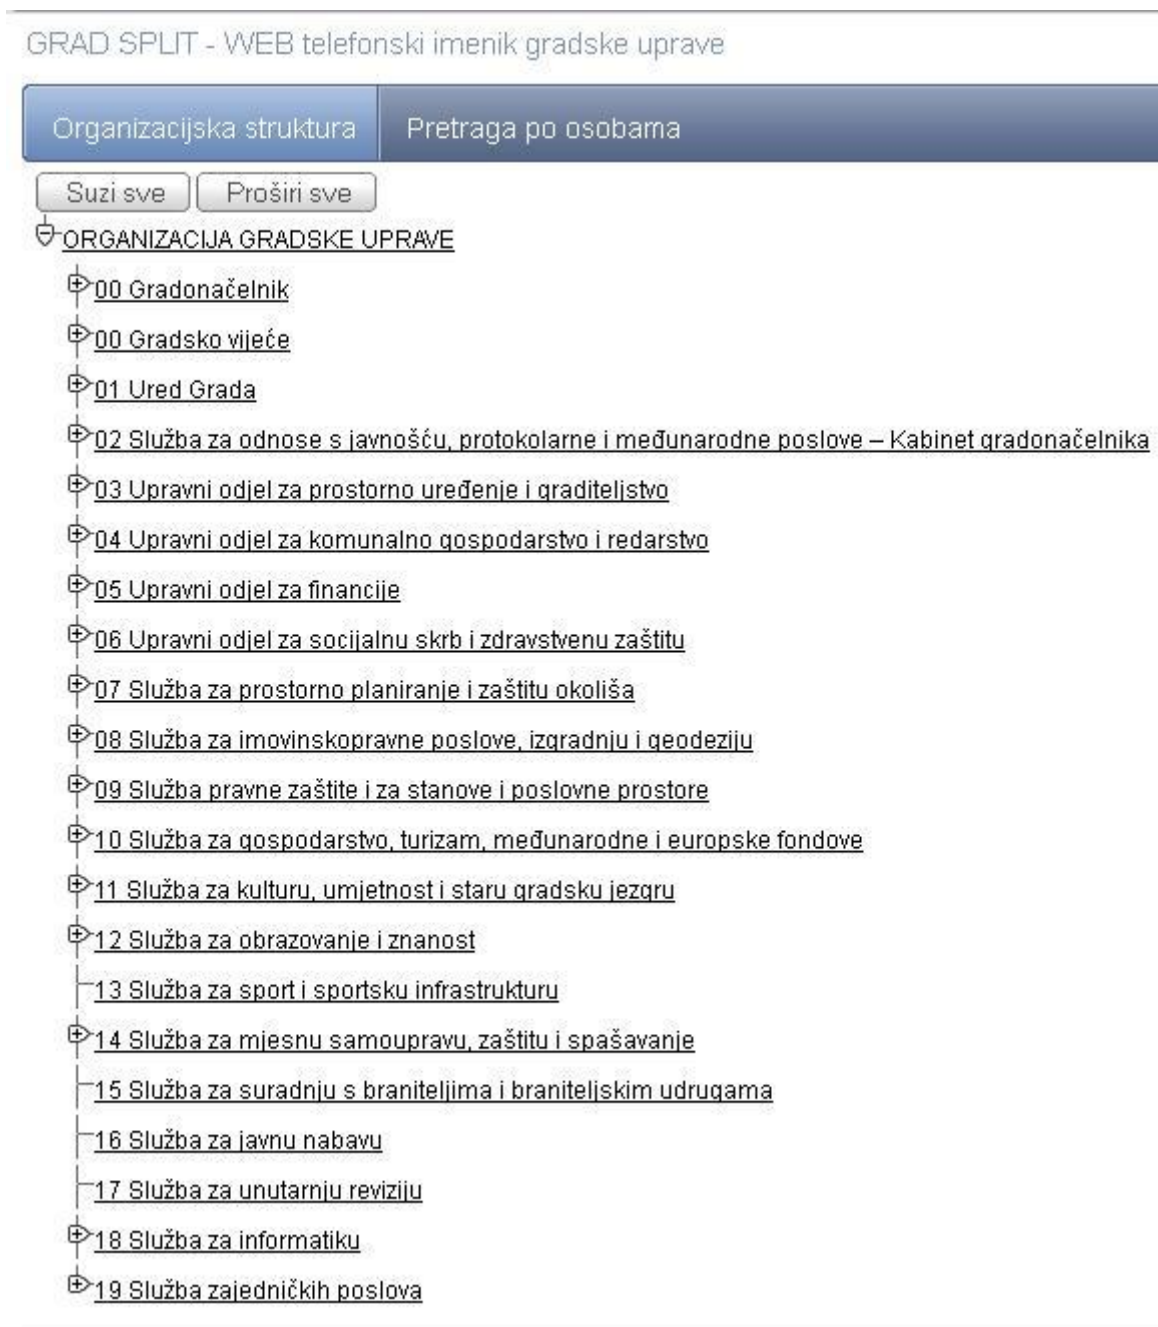 GRAD SPLIT - WEB telefonski imenik gradske uprave
Organizacijska struktura Pretraga po osobama
Suzi sve Proširi sve
ORGANIZACIJA GRADSKE UPRAVE
00 Gradonačelnik
00 Gradsko vijeće
01 Ured Grada
02 Služba za odnose s javnošću, protokolarne i međunarodne poslove – Kabinet gradonačelnika
03 Upravni odjel za prostorno uređenje i graditeljstvo
04 Upravni odjel za komunalno gospodarstvo i redarstvo
05 Upravni odjel za financije
06 Upravni odjel za socijalnu skrb i zdravstvenu zaštitu
07 Služba za prostorno planiranje i zaštitu okoliša
08 Služba za imovinskopravne poslove, izgradnju i geodeziju
09 Služba pravne zaštite i za stanove i poslovne prostore
10 Služba za gospodarstvo, turizam, međunarodne i europske fondove
11 Služba za kulturu, umjetnost i staru gradsku jezgru
12 Služba za obrazovanje i znanost
13 Služba za sport i sportsku infrastrukturu
14 Služba za mjesnu samoupravu, zaštitu i spašavanje
15 Služba za suradnju s braniteljima i braniteljskim udrugama
16 Služba za javnu nabavu
17 Služba za unutarnju reviziju
18 Služba za informatiku
19 Služba zajedničkih poslova